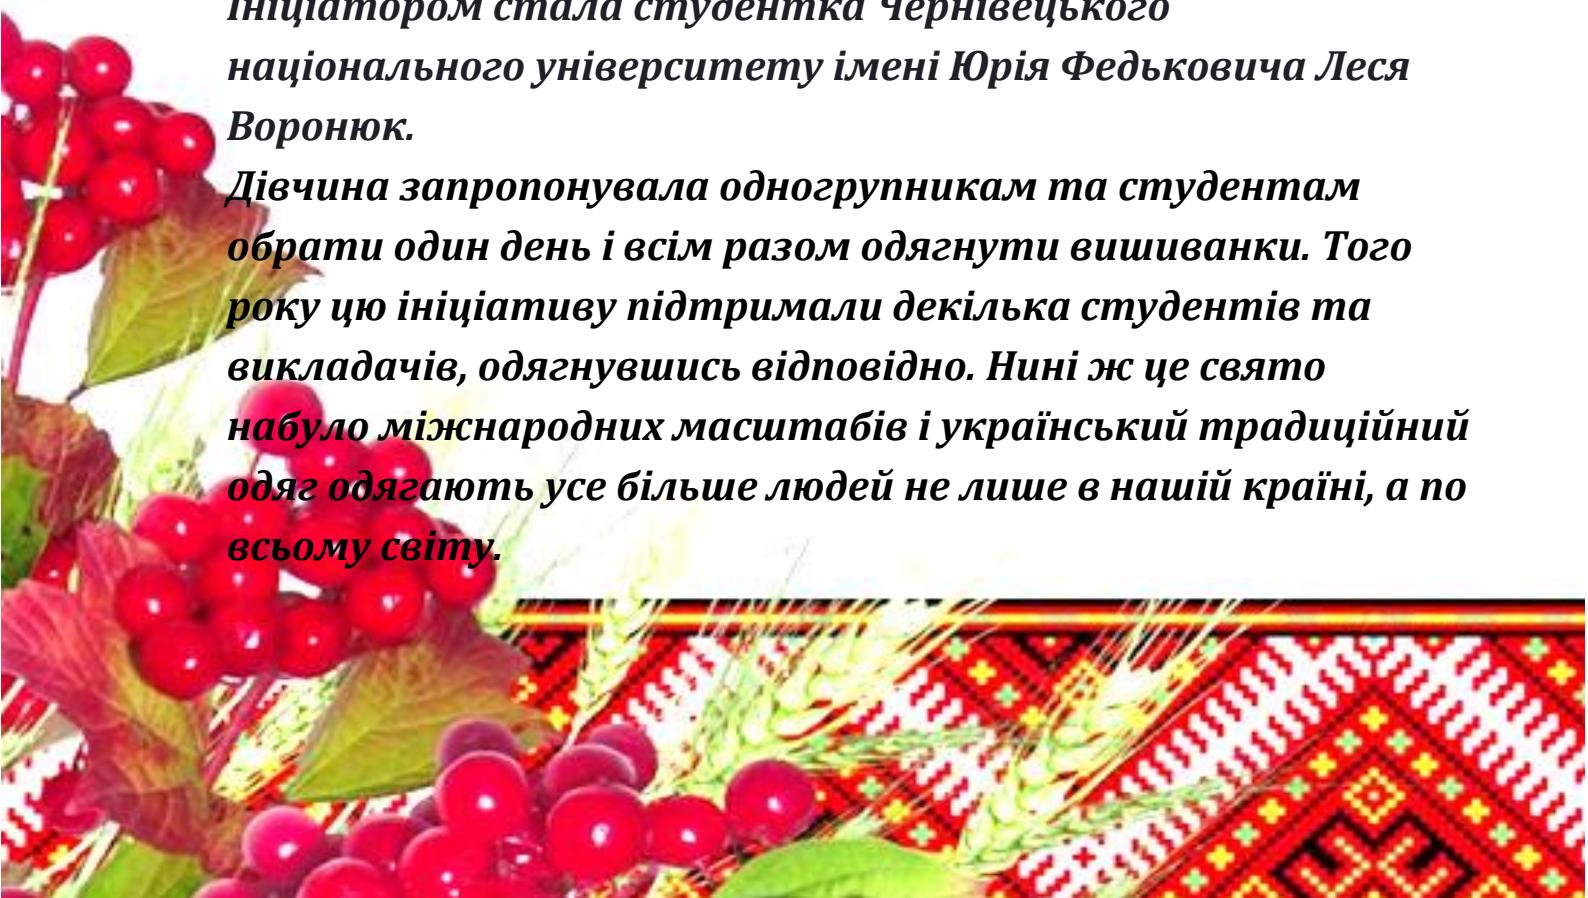 Ініціатором стала студентка Чернівецького
національного університету імені Юрія Федьковича Леся
Воронюк.
Дівчина запропонувала одногрупникам та студентам
обрати один день і всім разом одягнути вишиванки. Того
року цю ініціативу підтримали декілька студентів та
викладачів, одягнувшись відповідно. Нині ж це свято
набуло міжнародних масштабів і український традиційний
одяг одягають усе більше людей не лише в нашій країні, а по
всьому світу.